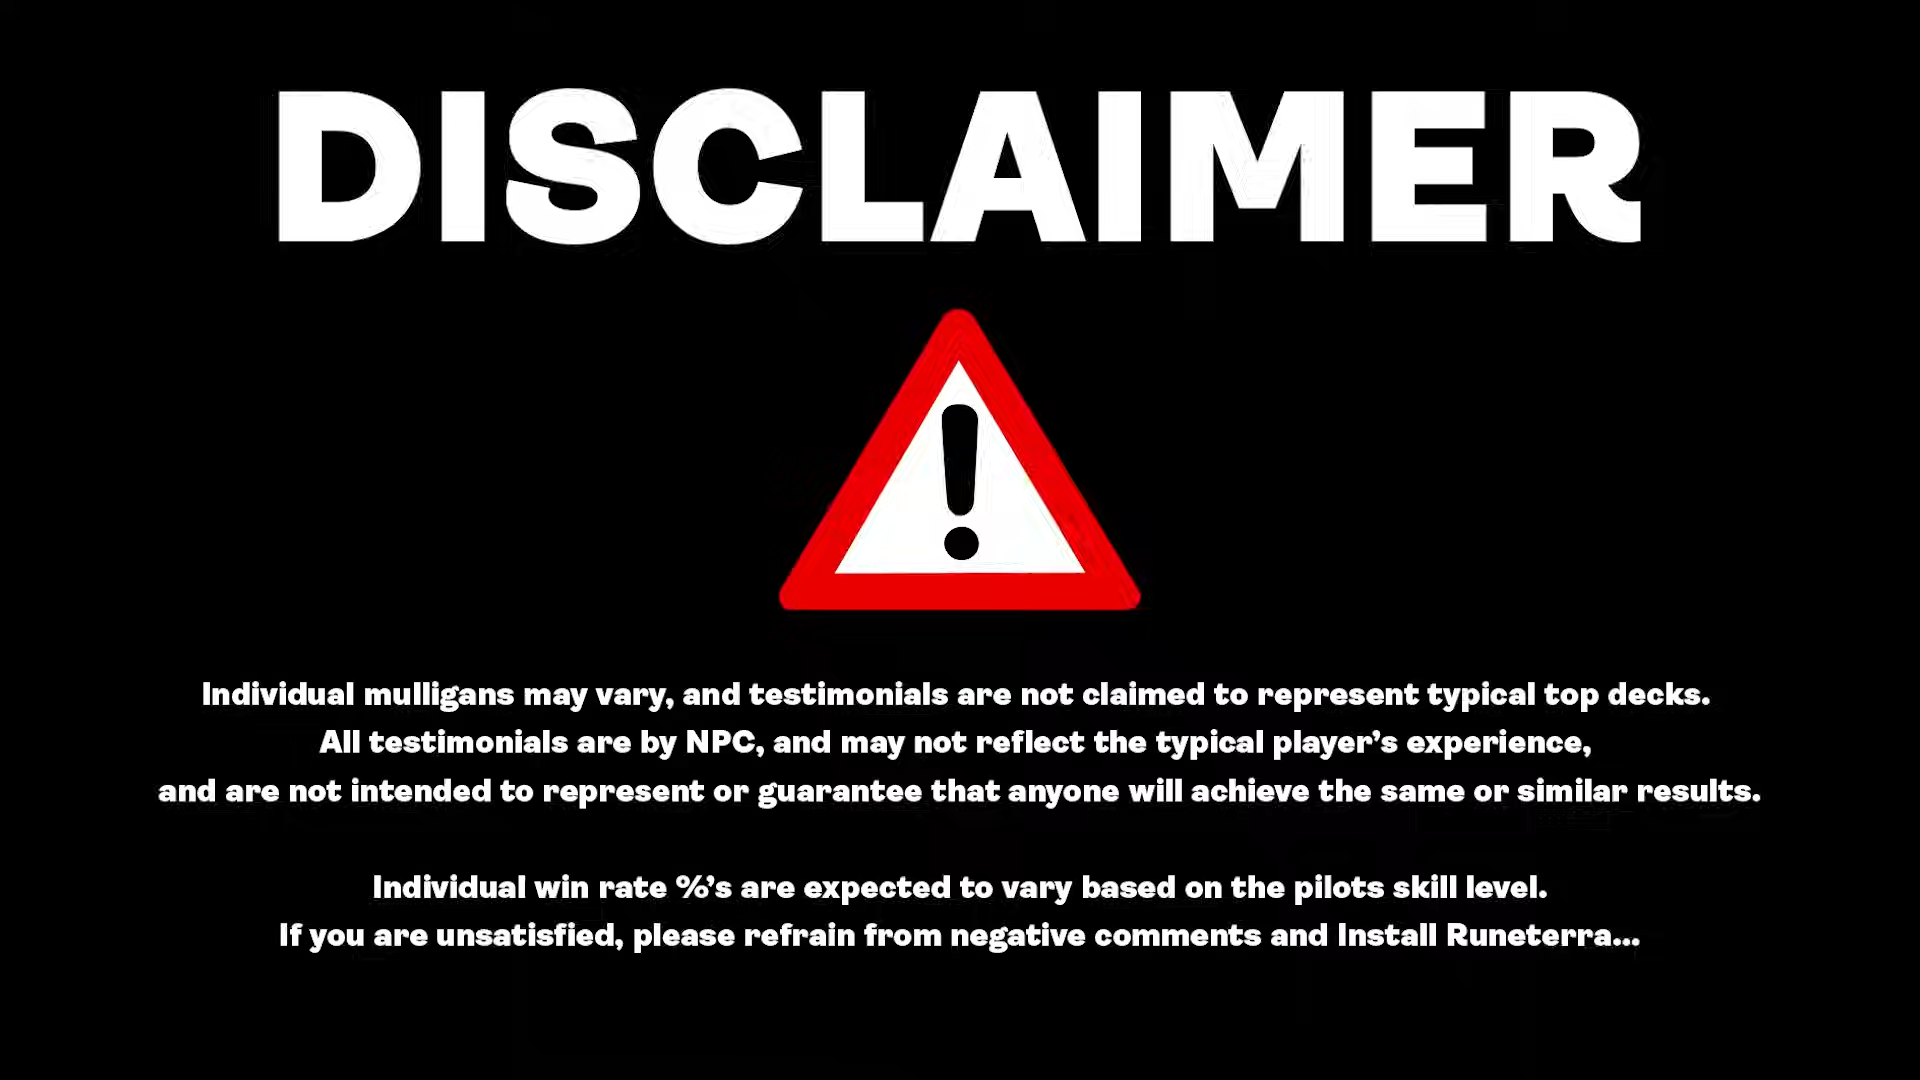 DISCLAIMER
Individual mulligans may vary, and testimonials are not claimed to represent typical top decks.
All testimonials are by NPC, and may not reflect the typical player’s experience,
and are not intended to represent or guarantee that anyone will achieve the same or similar results.
Individual win rate %’s are expected to vary based on the pilots skill level.
If you are unsatisfied, please refrain from negative comments and Install Runeterra...